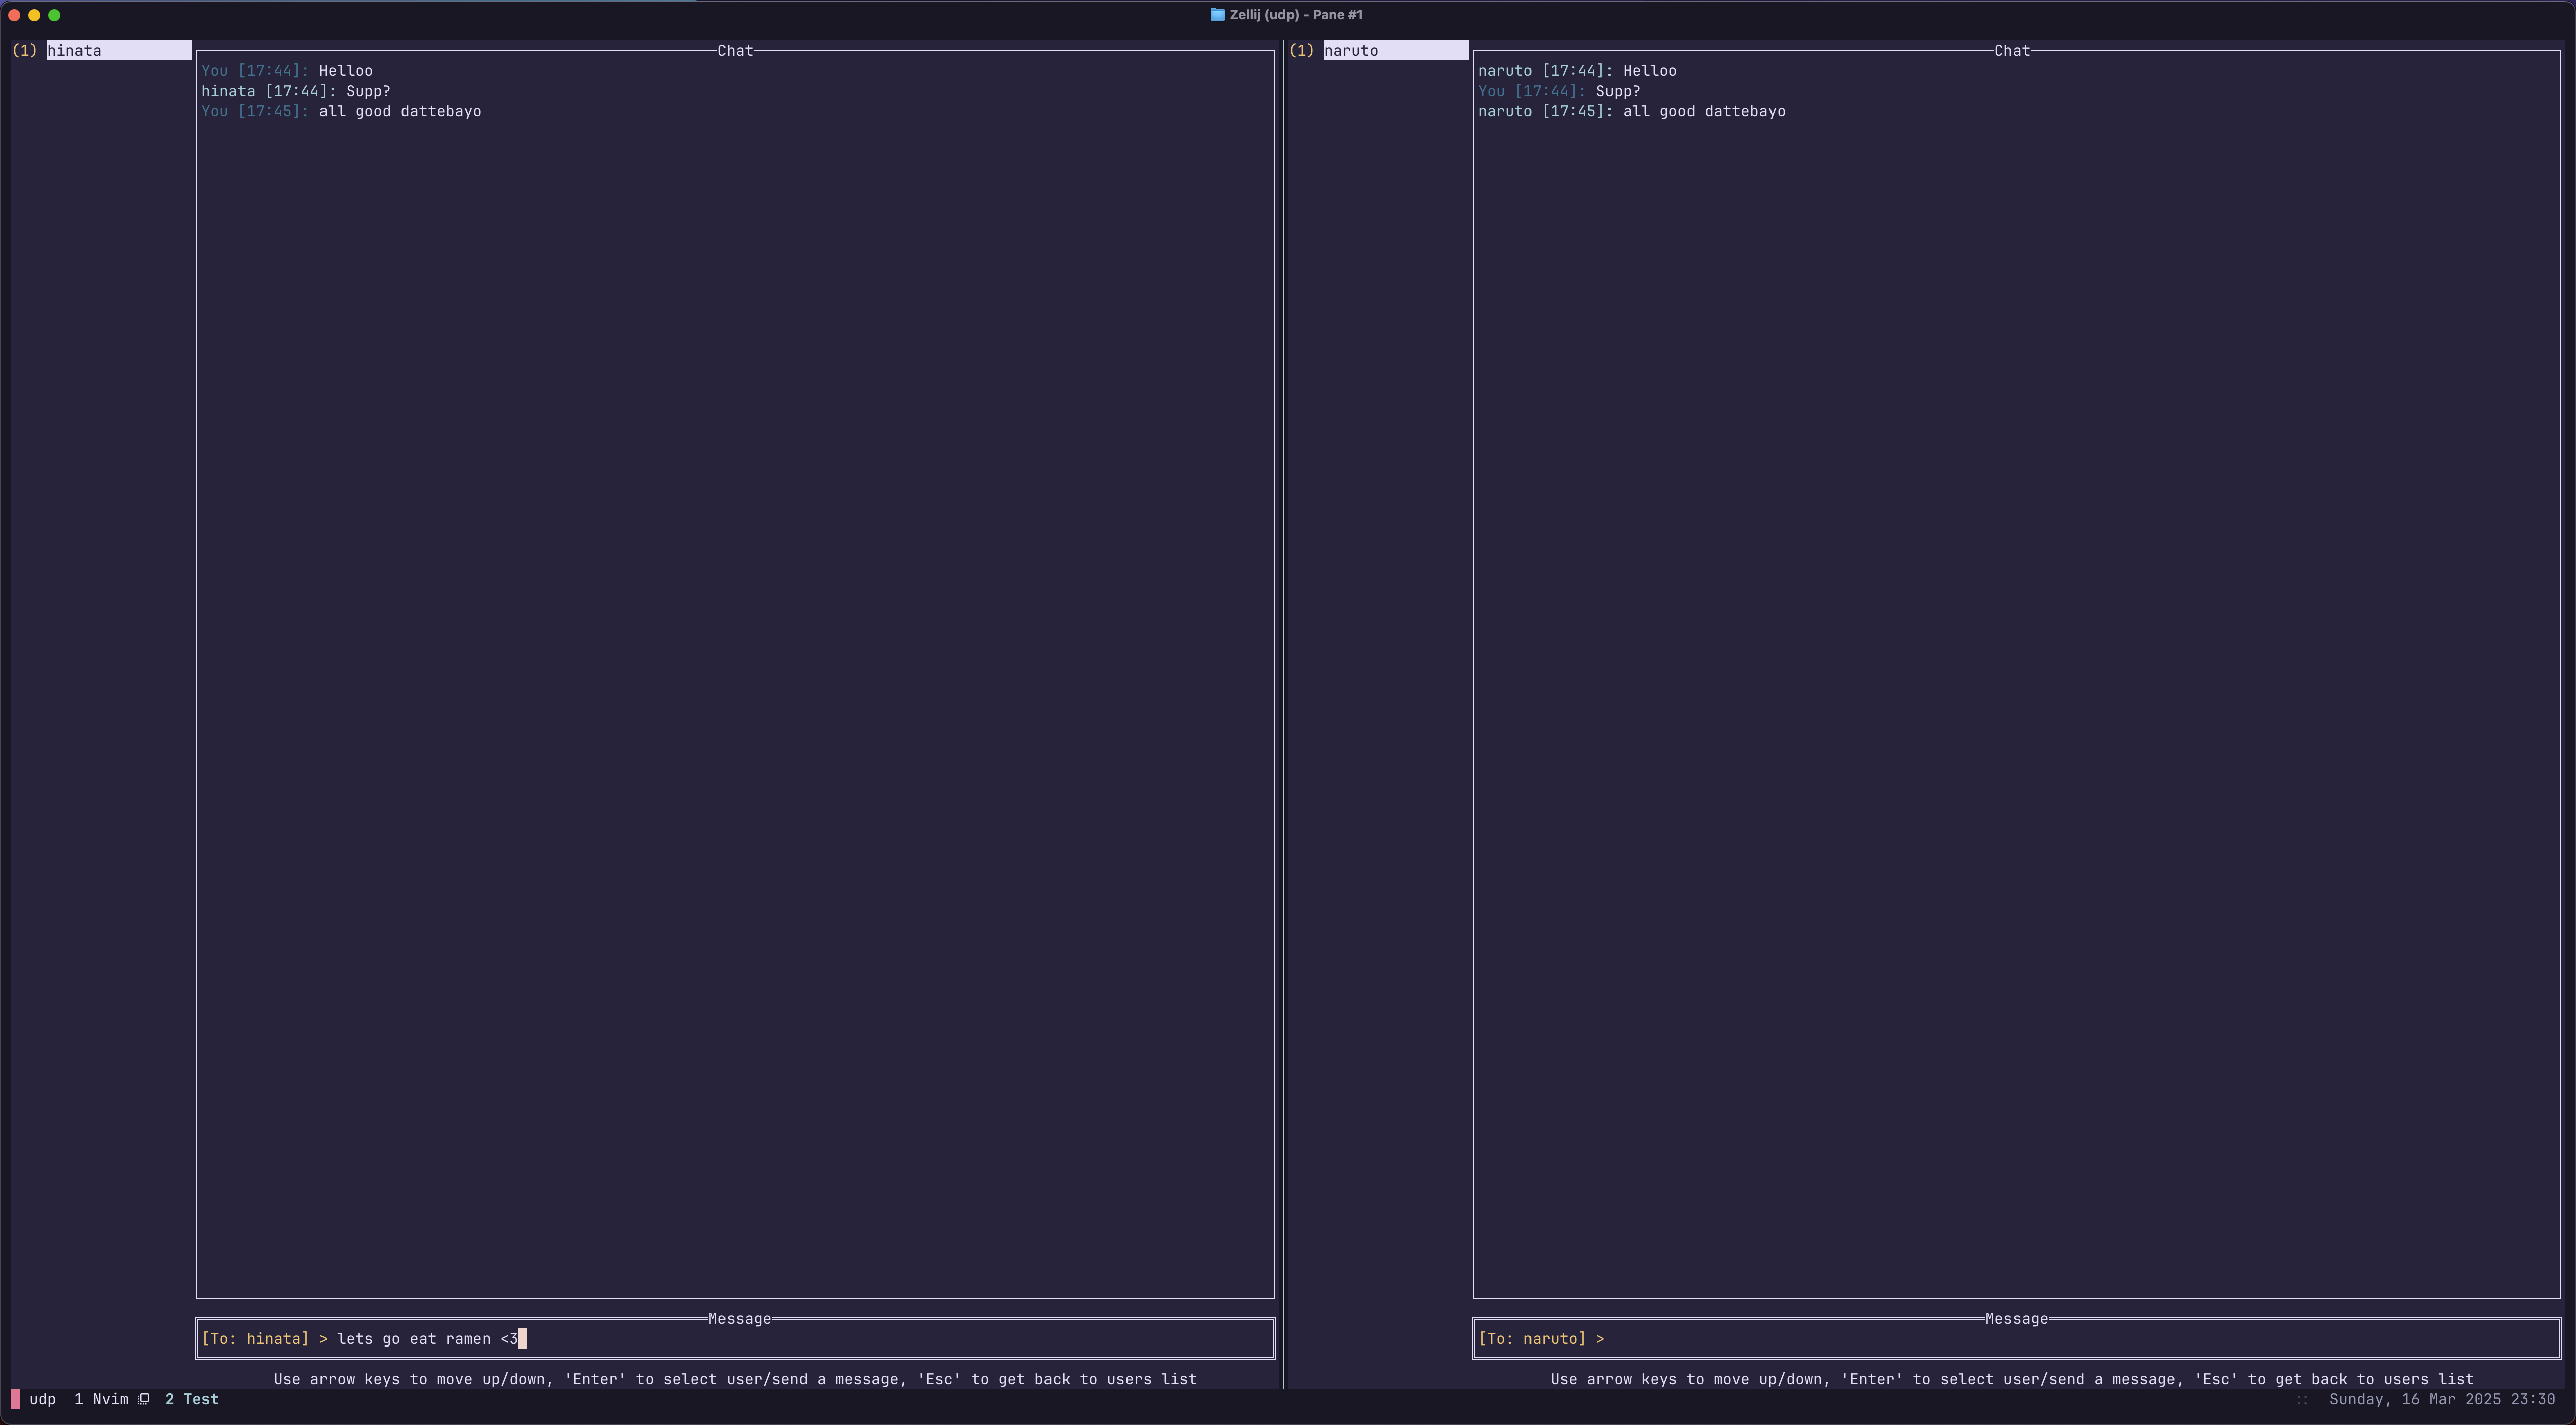 Zellij (udp) - Pane #1
(1) hinata
Chat
You [17:44]: Helloo
hinata [17:44]: Supp?
You [17:45]: all good dattebayo
Message
[To: hinata] > lets go eat ramen <3
Use arrow keys to move up/down, 'Enter' to select user/send a message, 'Esc' to get back to users list
(1) naruto
Chat
naruto [17:44]: Helloo
You [17:44]: Supp?
naruto [17:45]: all good dattebayo
Message
[To: naruto] >
Use arrow keys to move up/down, 'Enter' to select user/send a message, 'Esc' to get back to users list
udp 1 Nvim 2 Test
:: Sunday, 16 Mar 2025 23:30